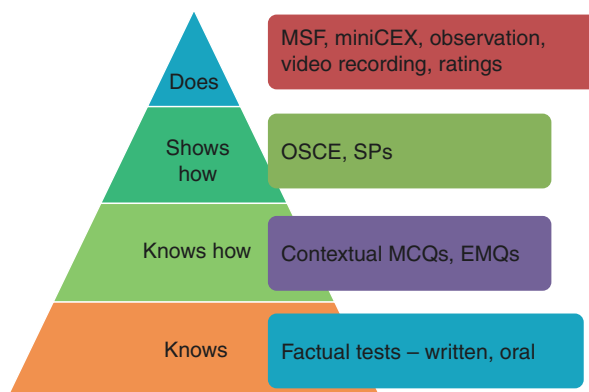 Does
MSF, miniCEX, observation,
video recording, ratings
Shows
how
OSCE, SPs
Knows how
Contextual MCQs, EMQs
Knows
Factual tests – written, oral